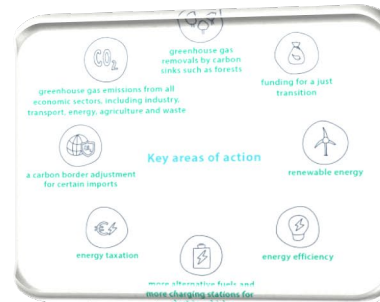 CO₂
greenhouse gas
removals by carbon
sinks such as forests
greenhouse gas emissions from all
economic sectors, including industry,
transport, energy, agriculture and waste
funding for a just
transition
Key areas of action
a carbon border adjustment
for certain imports
renewable energy
energy taxation
energy efficiency
more alternative fuels and
more charging stations for